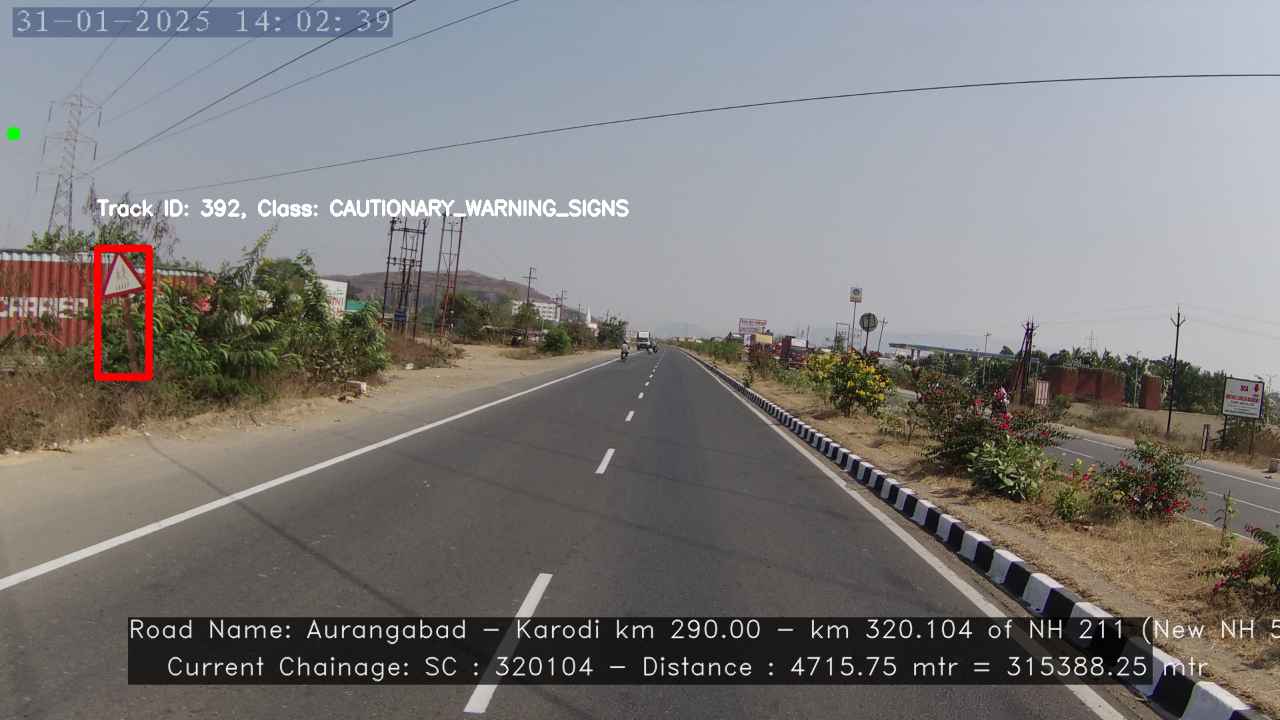 31-01-2025 14:02:39
Track ID: 392, Class: CAUTIONARY_WARNING_SIGNS
CARRIER
Road Name: Aurangabad - Karodi km 290.00 - km 320.104 of NH 211 (New NH 5
Current Chainage: SC : 320104 - Distance : 4715.75 mtr = 315388.25 mtr